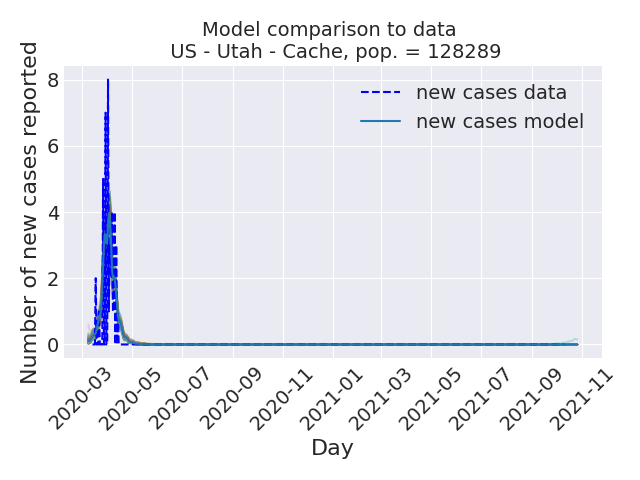 Model comparison to data
US - Utah - Cache, pop. = 128289
new cases data
new cases model
Number of new cases reported
8
6
4
2
0
2020-03
2020-05
2020-07
2020-09
2020-11
2021-01
2021-03
2021-05
2021-07
2021-09
2021-11
Day